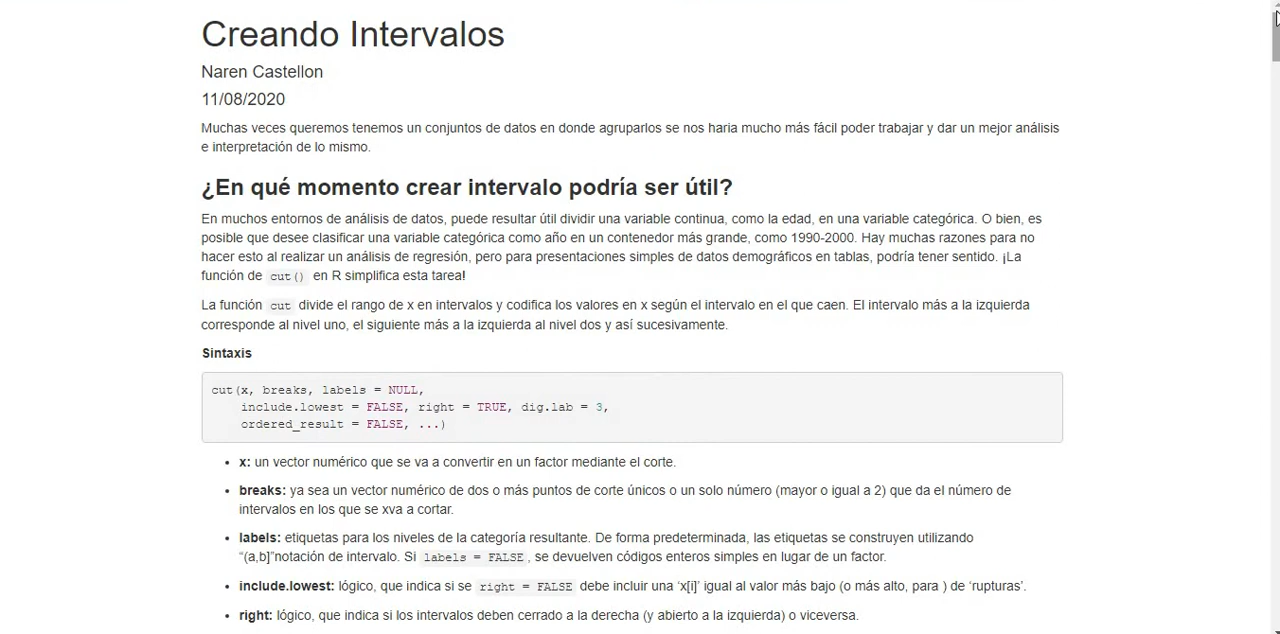 Creando Intervalos
Naren Castellon
11/08/2020
Muchas veces queremos tenemos un conjuntos de datos en donde agruparlos se nos haria mucho más fácil poder trabajar y dar un mejor análisis
e interpretación de lo mismo.
¿En qué momento crear intervalo podría ser útil?
En muchos entornos de análisis de datos, puede resultar útil dividir una variable continua, como la edad, en una variable categórica. O bien, es
posible que desee clasificar una variable categórica como año en un contenedor más grande, como 1990-2000. Hay muchas razones para no
hacer esto al realizar un análisis de regresión, pero para presentaciones simples de datos demográficos en tablas, podría tener sentido. ¡La
función de cut() en R simplifica esta tarea!
La función cut divide el rango de x en intervalos y codifica los valores en x según el intervalo en el que caen. El intervalo más a la izquierda
corresponde al nivel uno, el siguiente más a la izquierda al nivel dos y así sucesivamente.
Sintaxis
cut(x, breaks, labels = NULL,
    include.lowest = FALSE, right = TRUE, dig.lab = 3,
    ordered_result = FALSE, ...)
• x: un vector numérico que se va a convertir en un factor mediante el corte.
• breaks: ya sea un vector numérico de dos o más puntos de corte únicos o un solo número (mayor o igual a 2) que da el número de
intervalos en los que se xva a cortar.
• labels: etiquetas para los niveles de la categoría resultante. De forma predeterminada, las etiquetas se construyen utilizando
“(a,b]”notación de intervalo. Si labels = FALSE, se devuelven códigos enteros simples en lugar de un factor.
• include.lowest: lógico, que indica si se right = FALSE debe incluir una ‘x[i]’ igual al valor más bajo (o más alto, para ) de ‘rupturas’.
• right: lógico, que indica si los intervalos deben cerrado a la derecha (y abierto a la izquierda) o viceversa.